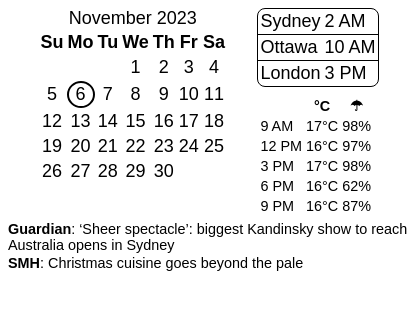 November 2023
Su Mo Tu We Th Fr Sa
1 2 3 4
5 6 7 8 9 10 11
12 13 14 15 16 17 18
19 20 21 22 23 24 25
26 27 28 29 30
Sydney 2 AM
Ottawa 10 AM
London 3 PM
°C ☂
9 AM 17°C 98%
12 PM 16°C 97%
3 PM 17°C 98%
6 PM 16°C 62%
9 PM 16°C 87%
Guardian: ‘Sheer spectacle’: biggest Kandinsky show to reach
Australia opens in Sydney
SMH: Christmas cuisine goes beyond the pale